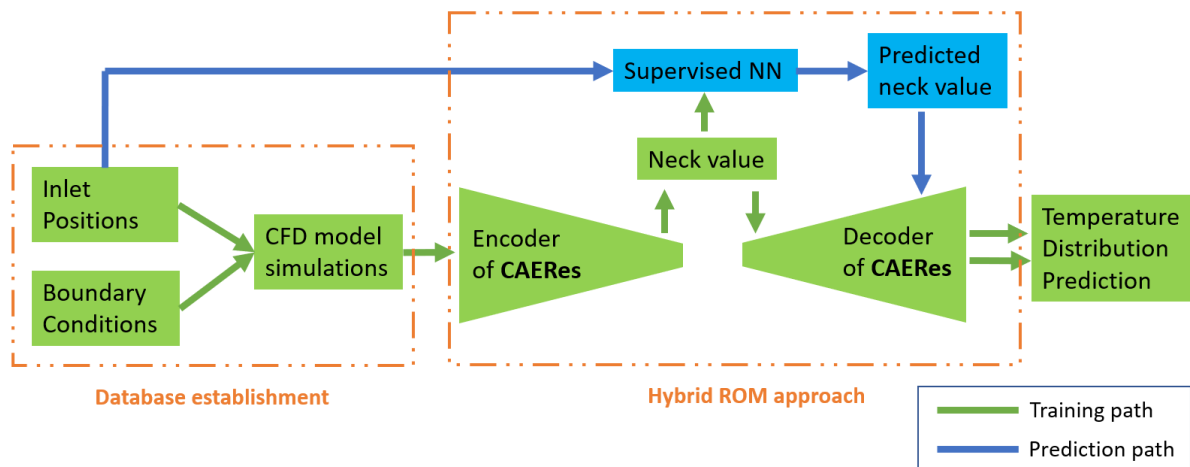 Supervised NN
Predicted
neck value
Neck value
Inlet
Positions
CFD model
simulations
Boundary
Conditions
Encoder
of CAERes
Decoder
of CAERes
Temperature
Distribution
Prediction
Database establishment
Hybrid ROM approach
Training path
Prediction path